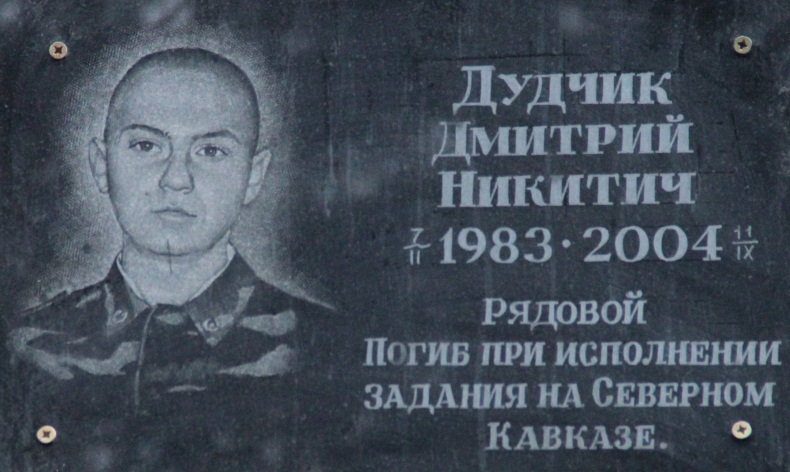 Дудчик
Дмитрий
Никитич
7/II 1983 · 2004 11/IX
Рядовой
Погиб при исполнении
задания на Северном
Кавказе.